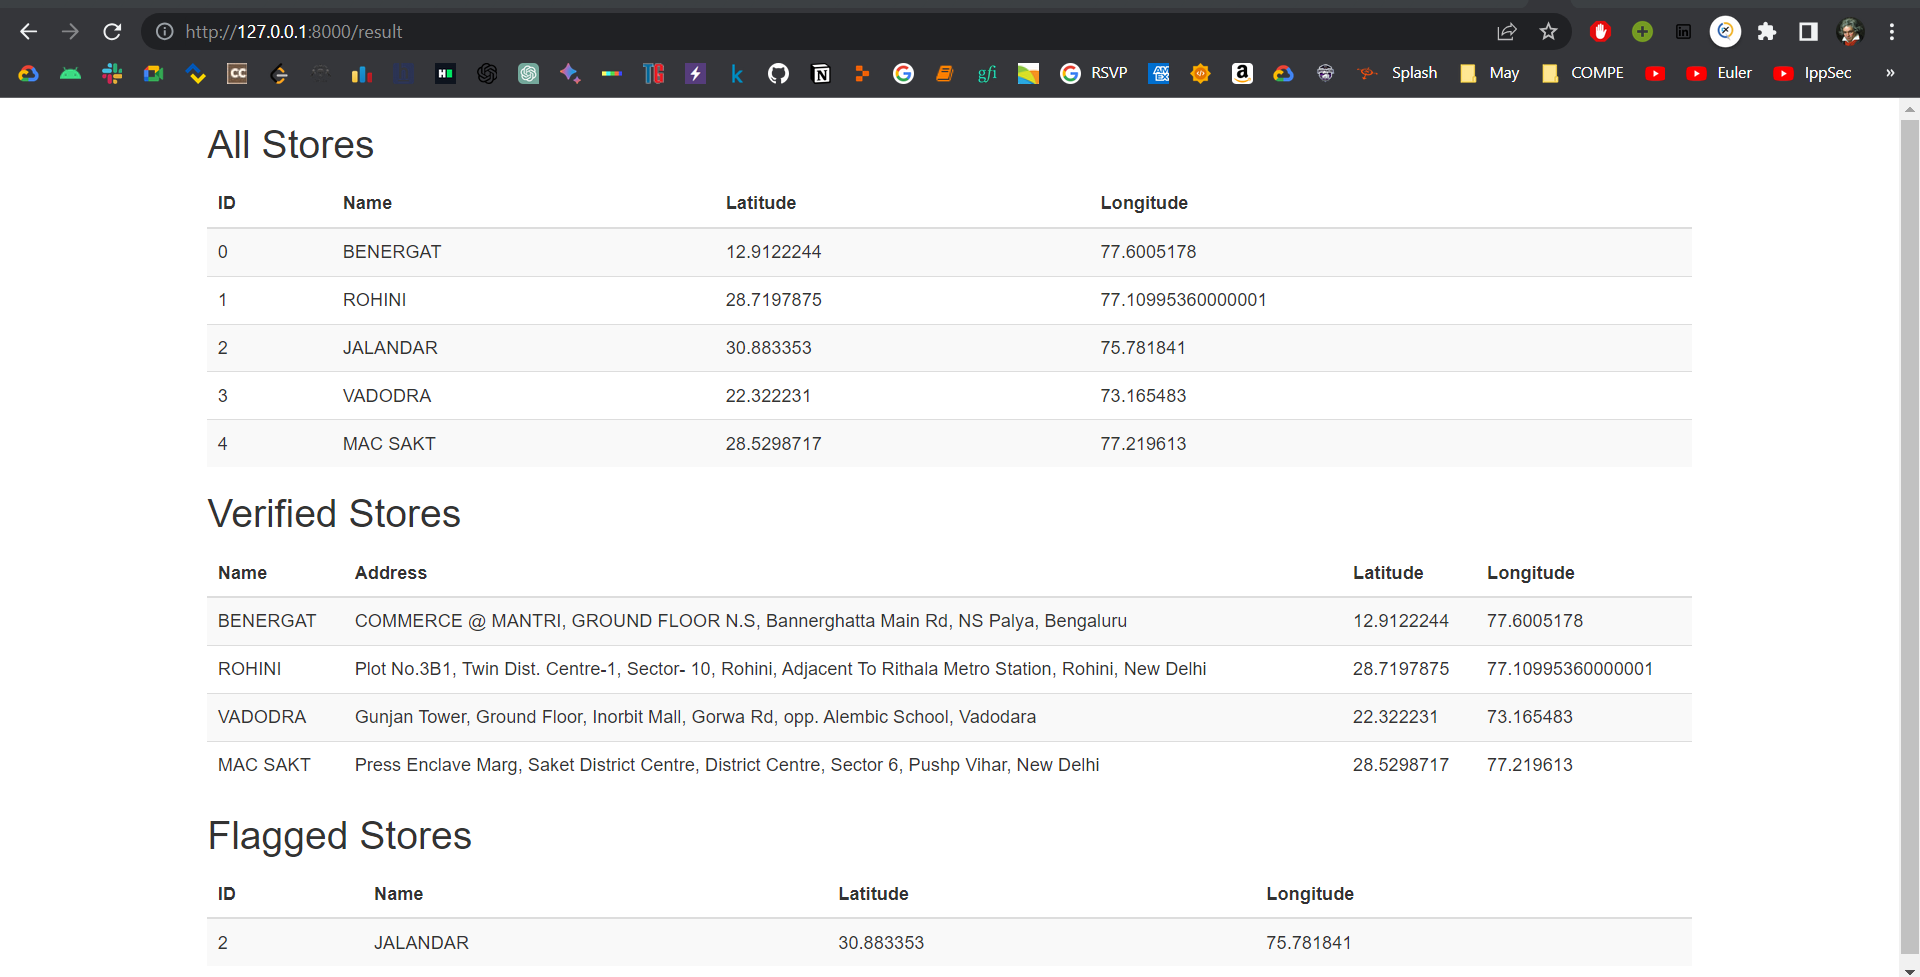 http://127.0.0.1:8000/result
CC
H
N
TG
k
G
gfi
G RSVP
AM EX
a
Splash
May
COMPE
Euler
IppSec
»
All Stores
ID Name Latitude Longitude
0 BENERGAT 12.9122244 77.6005178
1 ROHINI 28.7197875 77.10995360000001
2 JALANDAR 30.883353 75.781841
3 VADODRA 22.322231 73.165483
4 MAC SAKT 28.5298717 77.219613
Verified Stores
Name Address Latitude Longitude
BENERGAT COMMERCE @ MANTRI, GROUND FLOOR N.S, Bannerghatta Main Rd, NS Palya, Bengaluru 12.9122244 77.6005178
ROHINI Plot No.3B1, Twin Dist. Centre-1, Sector- 10, Rohini, Adjacent To Rithala Metro Station, Rohini, New Delhi 28.7197875 77.10995360000001
VADODRA Gunjan Tower, Ground Floor, Inorbit Mall, Gorwa Rd, opp. Alembic School, Vadodara 22.322231 73.165483
MAC SAKT Press Enclave Marg, Saket District Centre, District Centre, Sector 6, Pushp Vihar, New Delhi 28.5298717 77.219613
Flagged Stores
ID Name Latitude Longitude
2 JALANDAR 30.883353 75.781841